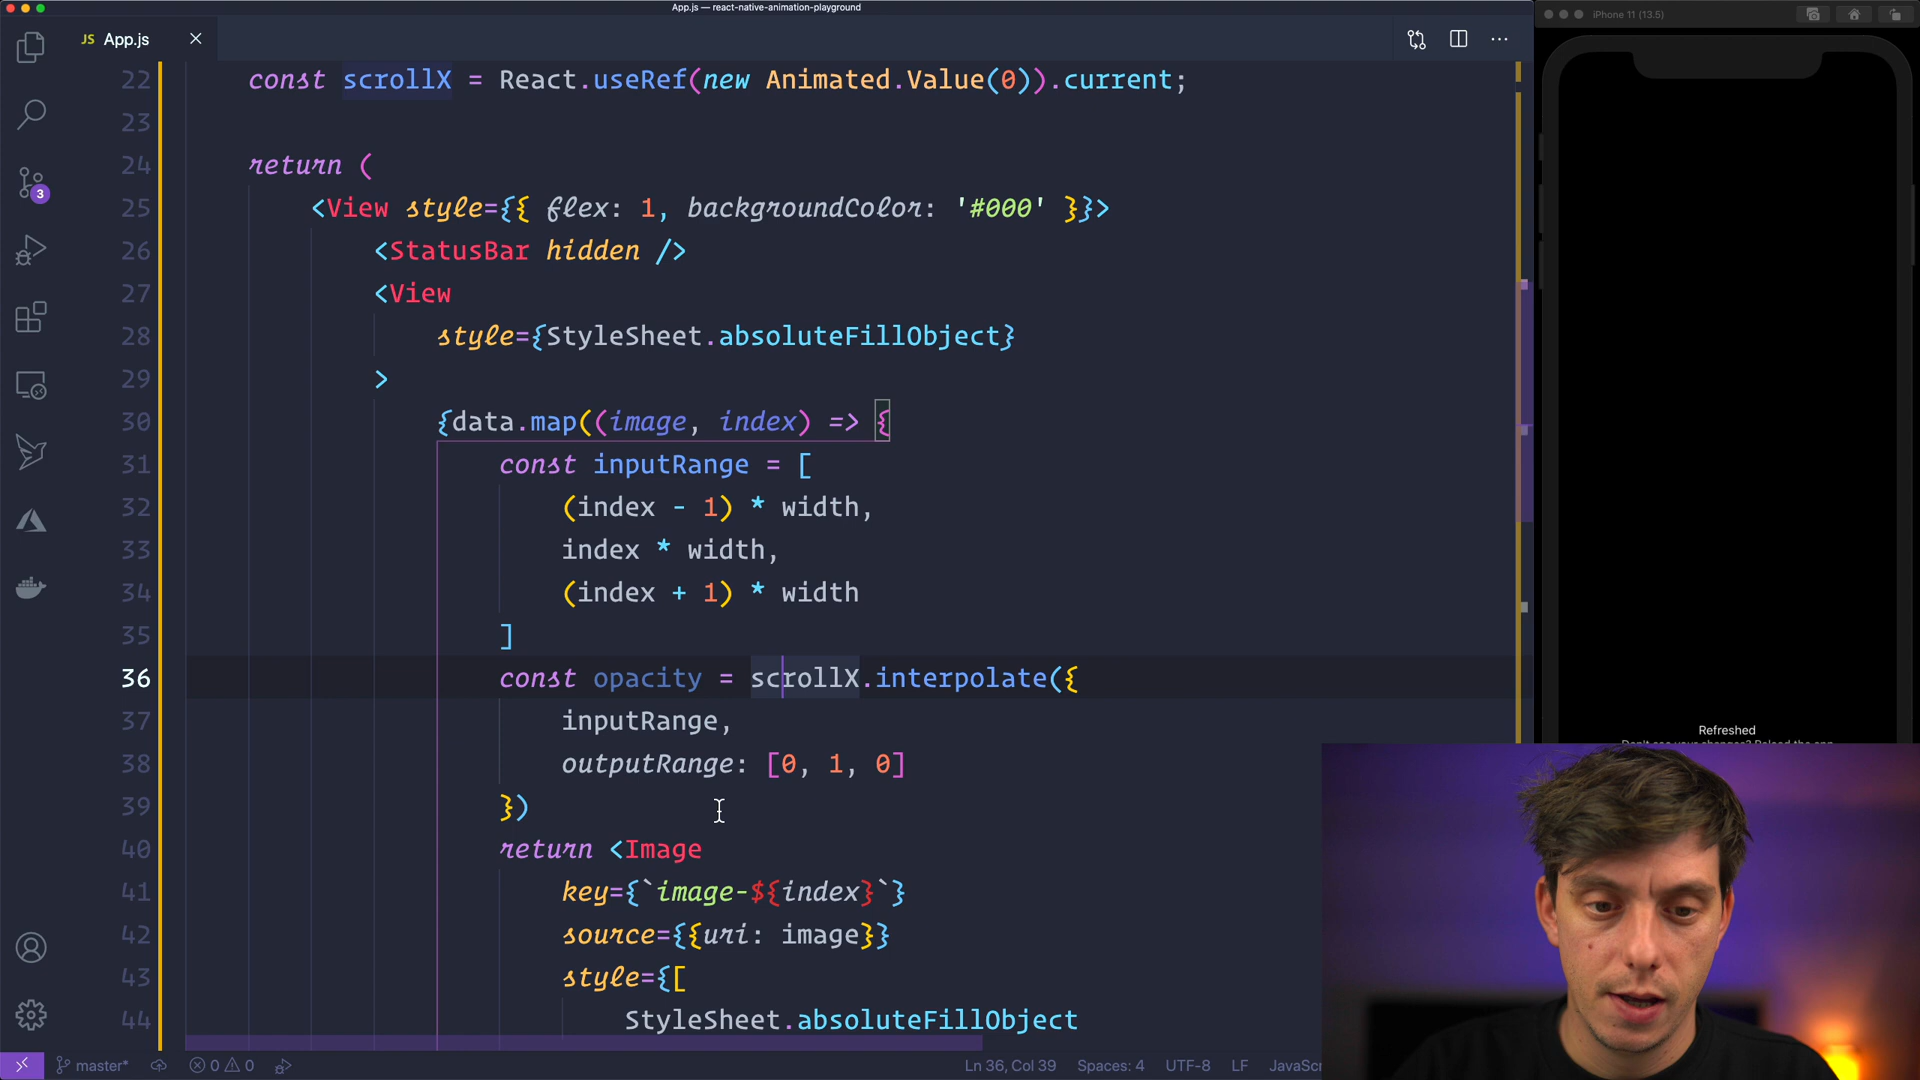 App.js — react-native-animation-playground
iPhone 11 (13.5)
JS App.js
22 const scrollX = React.useRef(new Animated.Value(0)).current;
23
24 return (
25 <View style={{ flex: 1, backgroundColor: '#000' }}>
26 <StatusBar hidden />
27 <View
28 style={StyleSheet.absoluteFillObject}
29 >
30 {data.map((image, index) => {
31 const inputRange = [
32 (index - 1) * width,
33 index * width,
34 (index + 1) * width
35 ]
36 const opacity = scrollX.interpolate({
37 inputRange,
38 outputRange: [0, 1, 0]
39 })
40 return <Image
41 key={`image-${index}`}
42 source={{uri: image}}
43 style={[
44 StyleSheet.absoluteFillObject
3
Refreshed
master*
0 0
Ln 36, Col 39
Spaces: 4
UTF-8
LF